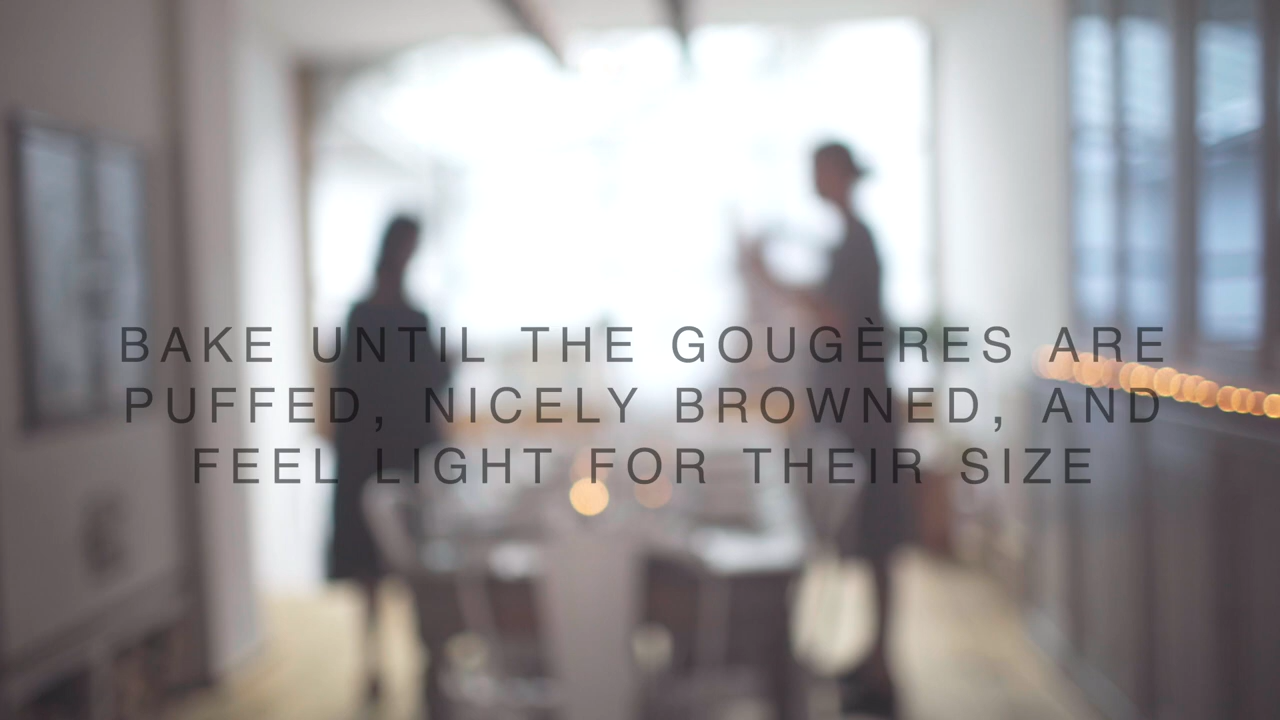 BAKE UNTIL THE GOUGÈRES ARE
PUFFED, NICELY BROWNED, AND
FEEL LIGHT FOR THEIR SIZE